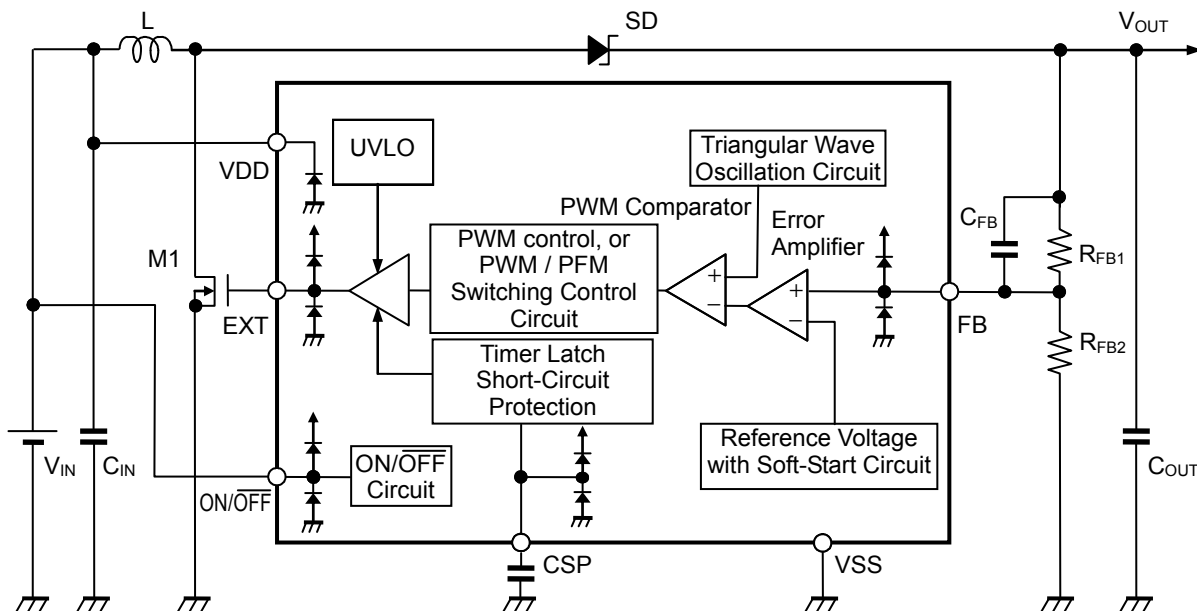 L
SD
VOUT
UVLO
Triangular Wave
Oscillation Circuit
VDD
PWM Comparator
Error
Amplifier
CFB
M1
PWM control, or
PWM / PFM
Switching Control
Circuit
+
−
+
−
RFB1
EXT
FB
Timer Latch
Short-Circuit
Protection
RFB2
VIN
CIN
ON/OFF
Circuit
Reference Voltage
with Soft-Start Circuit
COUT
ON/OFF
CSP
VSS